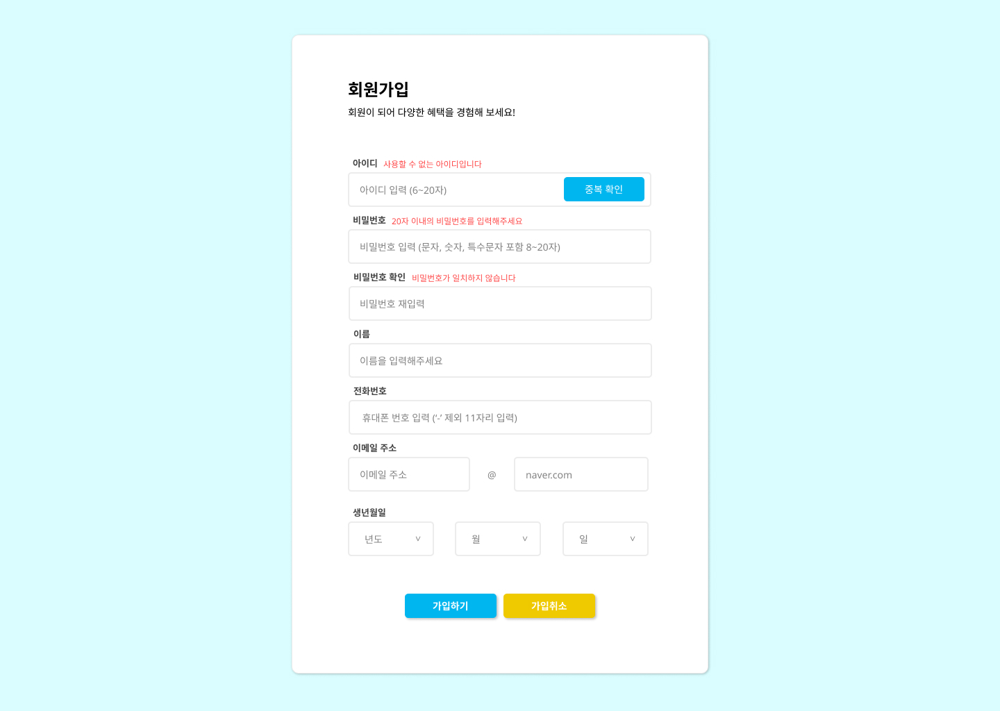 회원가입
회원이 되어 다양한 혜택을 경험해 보세요!
아이디 사용할 수 없는 아이디입니다
아이디 입력 (6~20자) 중복 확인
비밀번호 20자 이내의 비밀번호를 입력해주세요
비밀번호 입력 (문자, 숫자, 특수문자 포함 8~20자)
비밀번호 확인 비밀번호가 일치하지 않습니다
비밀번호 재입력
이름
이름을 입력해주세요
전화번호
휴대폰 번호 입력 (‘-’ 제외 11자리 입력)
이메일 주소
이메일 주소 @ naver.com
생년월일
년도 월 일
가입하기 가입취소